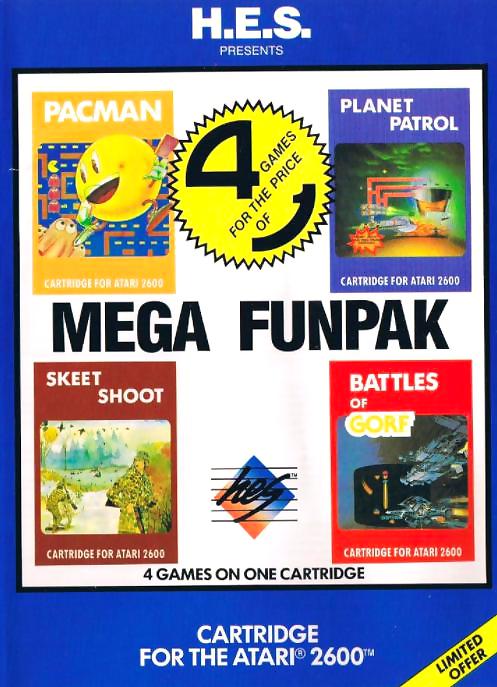 H.E.S.
PRESENTS
PACMAN
CARTRIDGE FOR ATARI 2600
4 GAMES
FOR THE PRICE
OF 1
PLANET
PATROL
CARTRIDGE FOR ATARI 2600
MEGA FUNPAK
SKEET
SHOOT
CARTRIDGE FOR ATARI 2600
hes™
BATTLES
OF
GORF
CARTRIDGE FOR ATARI 2600
4 GAMES ON ONE CARTRIDGE
CARTRIDGE
FOR THE ATARI® 2600™
LIMITED
OFFER